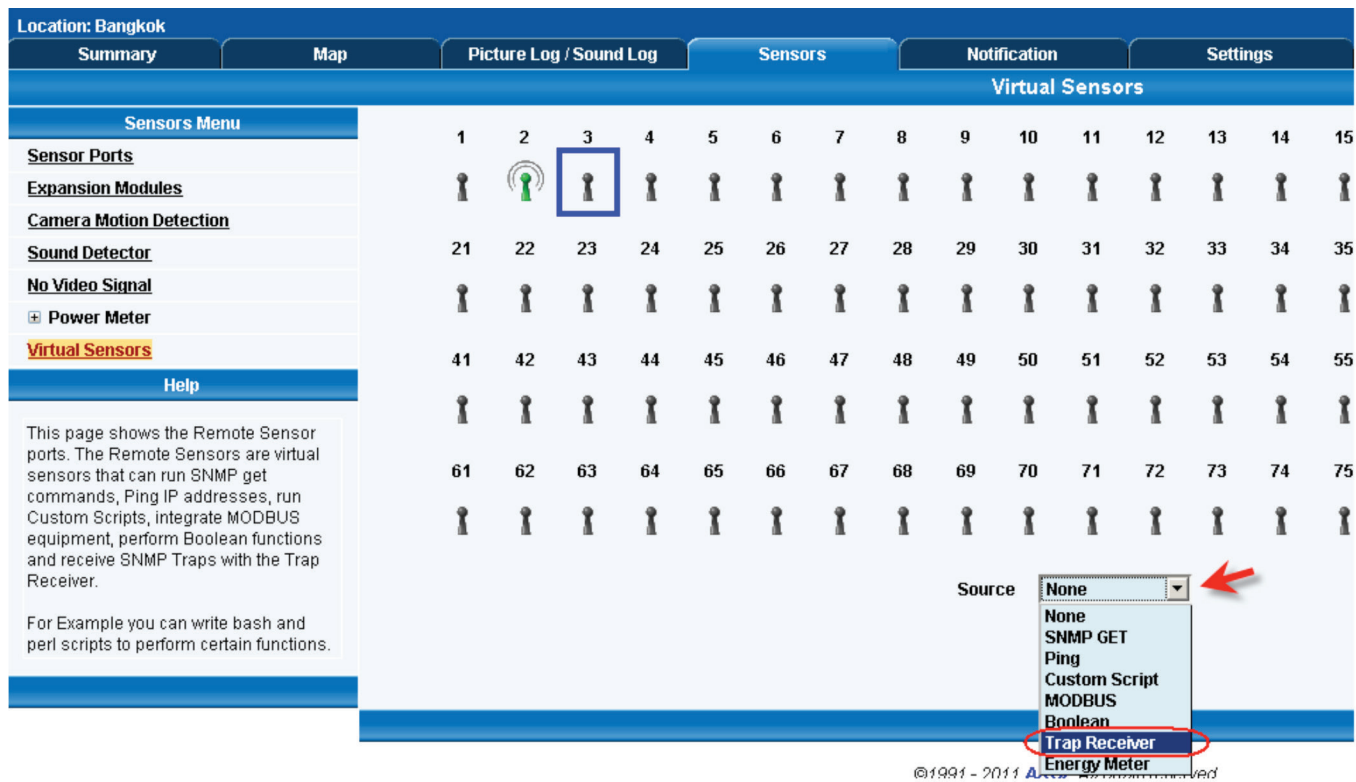 Location: Bangkok
Summary Map Picture Log / Sound Log Sensors Notification Settings
Virtual Sensors
Sensors Menu
Sensor Ports
Expansion Modules
Camera Motion Detection
Sound Detector
No Video Signal
Power Meter
Virtual Sensors
Help
This page shows the Remote Sensor
ports. The Remote Sensors are virtual
sensors that can run SNMP get
commands, Ping IP addresses, run
Custom Scripts, integrate MODBUS
equipment, perform Boolean functions
and receive SNMP Traps with the Trap
Receiver.
For Example you can write bash and
perl scripts to perform certain functions.
1 2 3 4 5 6 7 8 9 10 11 12 13 14 15
21 22 23 24 25 26 27 28 29 30 31 32 33 34 35
41 42 43 44 45 46 47 48 49 50 51 52 53 54 55
61 62 63 64 65 66 67 68 69 70 71 72 73 74 75
Source None
None
SNMP GET
Ping
Custom Script
MODBUS
Boolean
Trap Receiver
Energy Meter
©1991 - 2011